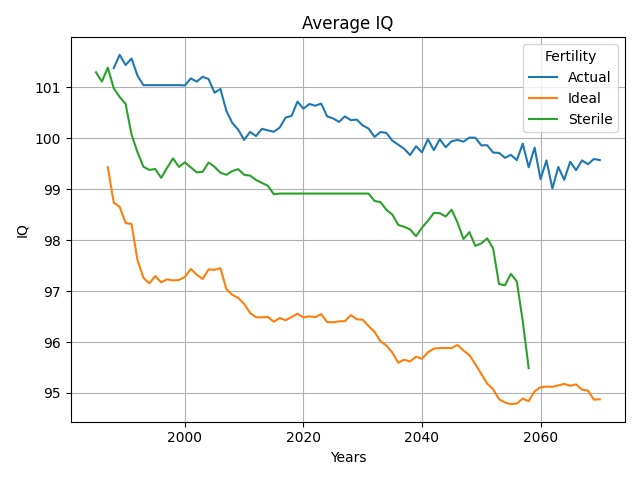 Average IQ
Fertility
Actual
Ideal
Sterile
IQ
101
100
99
98
97
96
95
2000
2020
2040
2060
Years